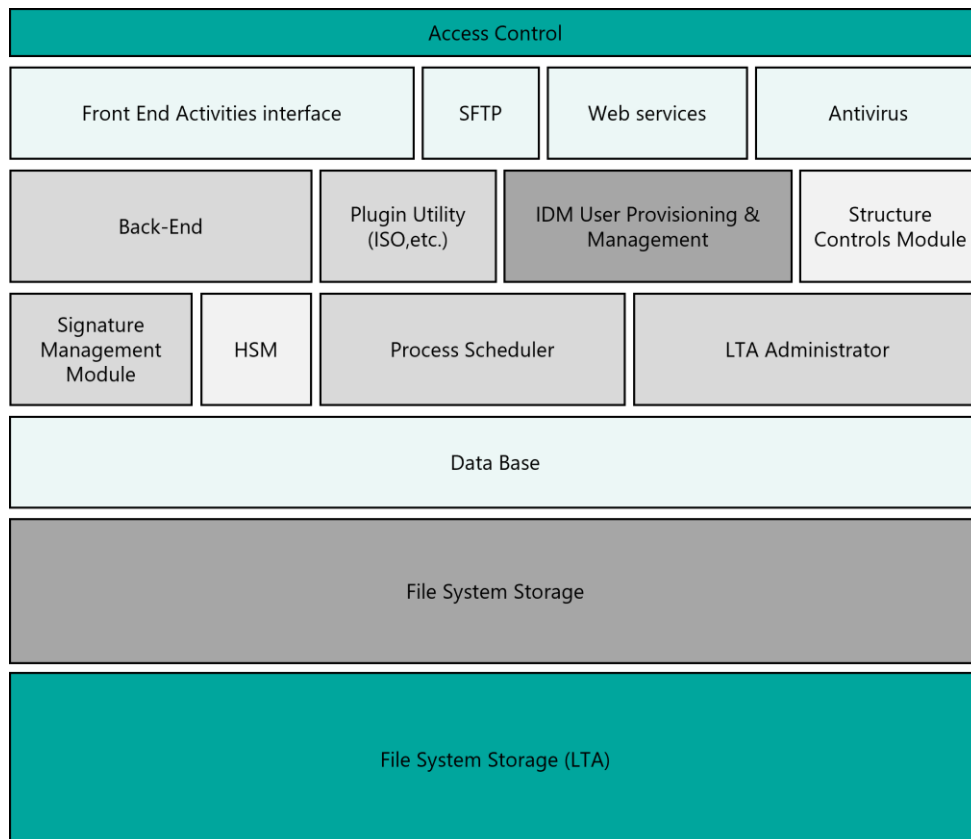 Access Control
Front End Activities interface
SFTP
Web services
Antivirus
Back-End
Plugin Utility
(ISO,etc.)
IDM User Provisioning &
Management
Structure
Controls Module
Signature
Management
Module
HSM
Process Scheduler
LTA Administrator
Data Base
File System Storage
File System Storage (LTA)